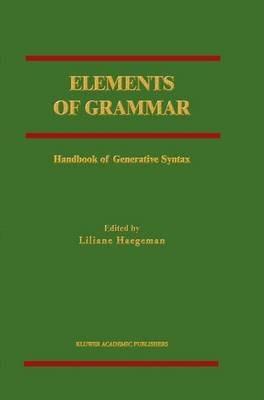 ELEMENTS
OF GRAMMAR
Handbook of Generative Syntax
Edited by
Liliane Haegeman
KLUWER ACADEMIC PUBLISHERS